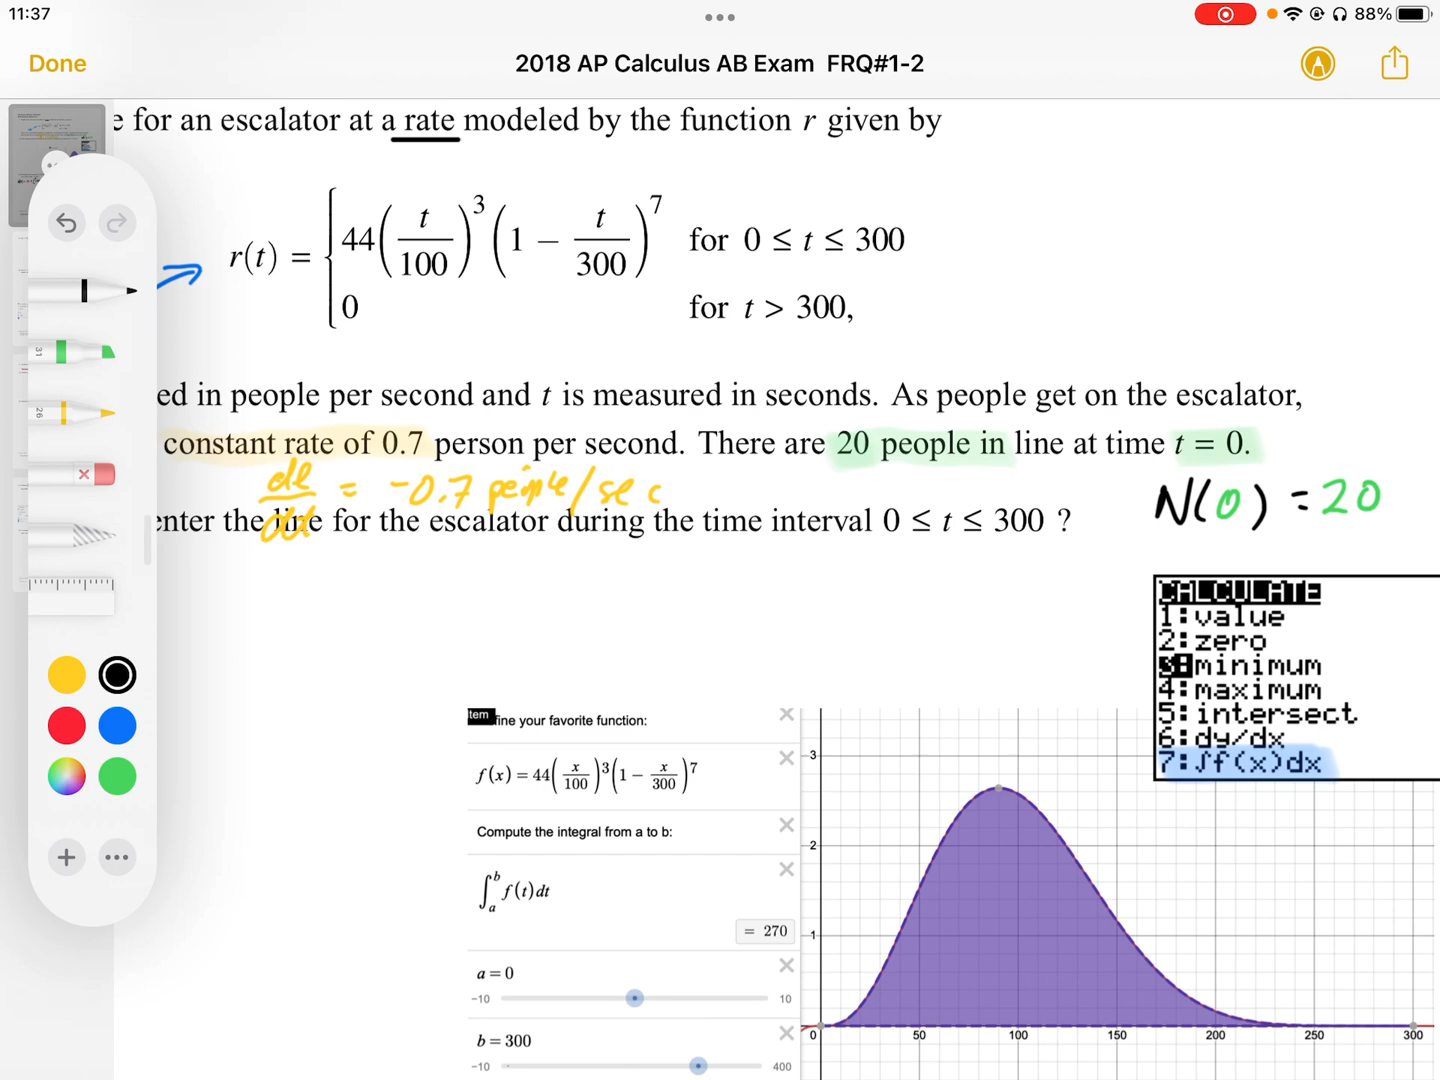 11:37
88%
Done
2018 AP Calculus AB Exam FRQ#1-2
e for an escalator at a rate modeled by the function r given by
r(t) = { 44(t/100)^3 (1 − t/300)^7 for 0 ≤ t ≤ 300
0 for t > 300,
ed in people per second and t is measured in seconds. As people get on the escalator,
constant rate of 0.7 person per second. There are 20 people in line at time t = 0.
= -0.7 people/sec
N(0) = 20
enter the line for the escalator during the time interval 0 ≤ t ≤ 300 ?
31
26
CALCULATE
1:value
2:zero
3:minimum
4:maximum
5:intersect
6:dy/dx
7:∫f(x)dx
tem
fine your favorite function:
f(x) = 44(x/100)^3(1 − x/300)^7
Compute the integral from a to b:
∫_a^b f(t) dt
= 270
a = 0
-10 10
b = 300
-10 400
3
2
1
0 50 100 150 200 250 300